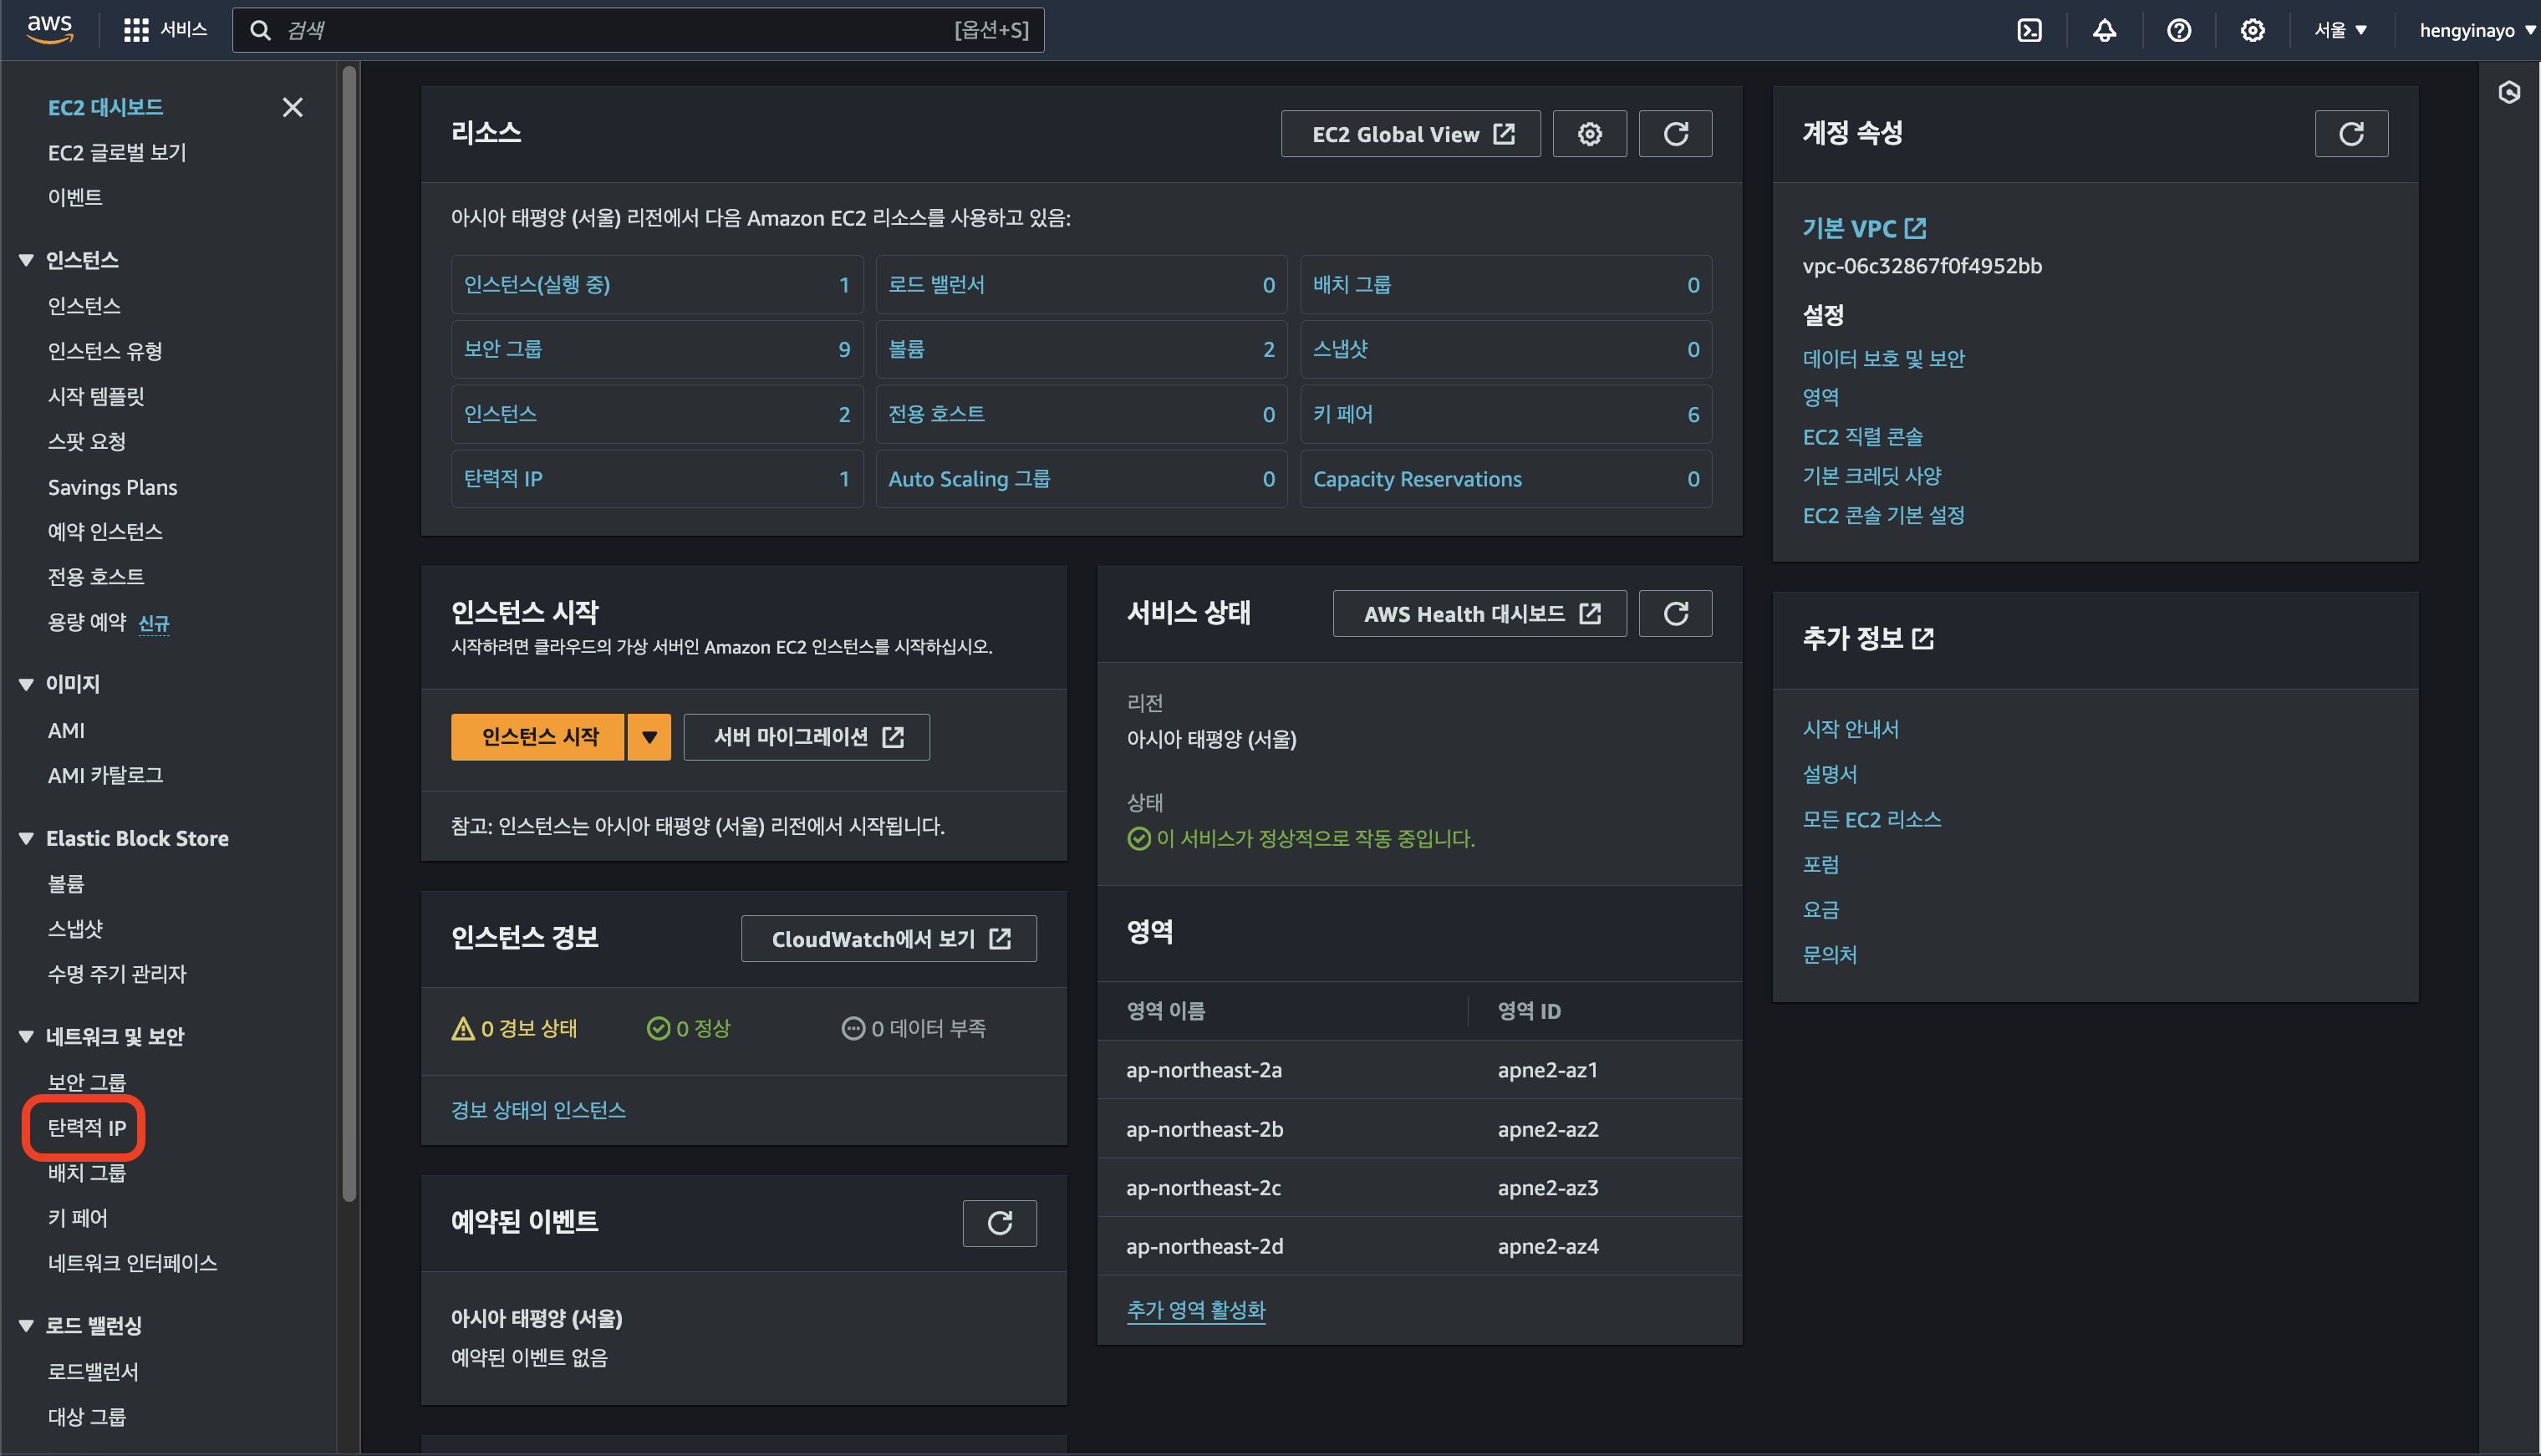 aws
서비스
검색
[옵션+S]
서울
hengyinayo
EC2 대시보드
EC2 글로벌 보기
이벤트
인스턴스
인스턴스
인스턴스 유형
시작 템플릿
스팟 요청
Savings Plans
예약 인스턴스
전용 호스트
용량 예약 신규
이미지
AMI
AMI 카탈로그
Elastic Block Store
볼륨
스냅샷
수명 주기 관리자
네트워크 및 보안
보안 그룹
탄력적 IP
배치 그룹
키 페어
네트워크 인터페이스
로드 밸런싱
로드밸런서
대상 그룹
리소스
EC2 Global View
아시아 태평양 (서울) 리전에서 다음 Amazon EC2 리소스를 사용하고 있음:
인스턴스(실행 중) 1
로드 밸런서 0
배치 그룹 0
보안 그룹 9
볼륨 2
스냅샷 0
인스턴스 2
전용 호스트 0
키 페어 6
탄력적 IP 1
Auto Scaling 그룹 0
Capacity Reservations 0
인스턴스 시작
시작하려면 클라우드의 가상 서버인 Amazon EC2 인스턴스를 시작하십시오.
인스턴스 시작
서버 마이그레이션
참고: 인스턴스는 아시아 태평양 (서울) 리전에서 시작됩니다.
인스턴스 경보
CloudWatch에서 보기
0 경보 상태
0 정상
0 데이터 부족
경보 상태의 인스턴스
예약된 이벤트
아시아 태평양 (서울)
예약된 이벤트 없음
서비스 상태
AWS Health 대시보드
리전
아시아 태평양 (서울)
상태
이 서비스가 정상적으로 작동 중입니다.
영역
영역 이름
영역 ID
ap-northeast-2a
apne2-az1
ap-northeast-2b
apne2-az2
ap-northeast-2c
apne2-az3
ap-northeast-2d
apne2-az4
추가 영역 활성화
계정 속성
기본 VPC
vpc-06c32867f0f4952bb
설정
데이터 보호 및 보안
영역
EC2 직렬 콘솔
기본 크레딧 사양
EC2 콘솔 기본 설정
추가 정보
시작 안내서
설명서
모든 EC2 리소스
포럼
요금
문의처